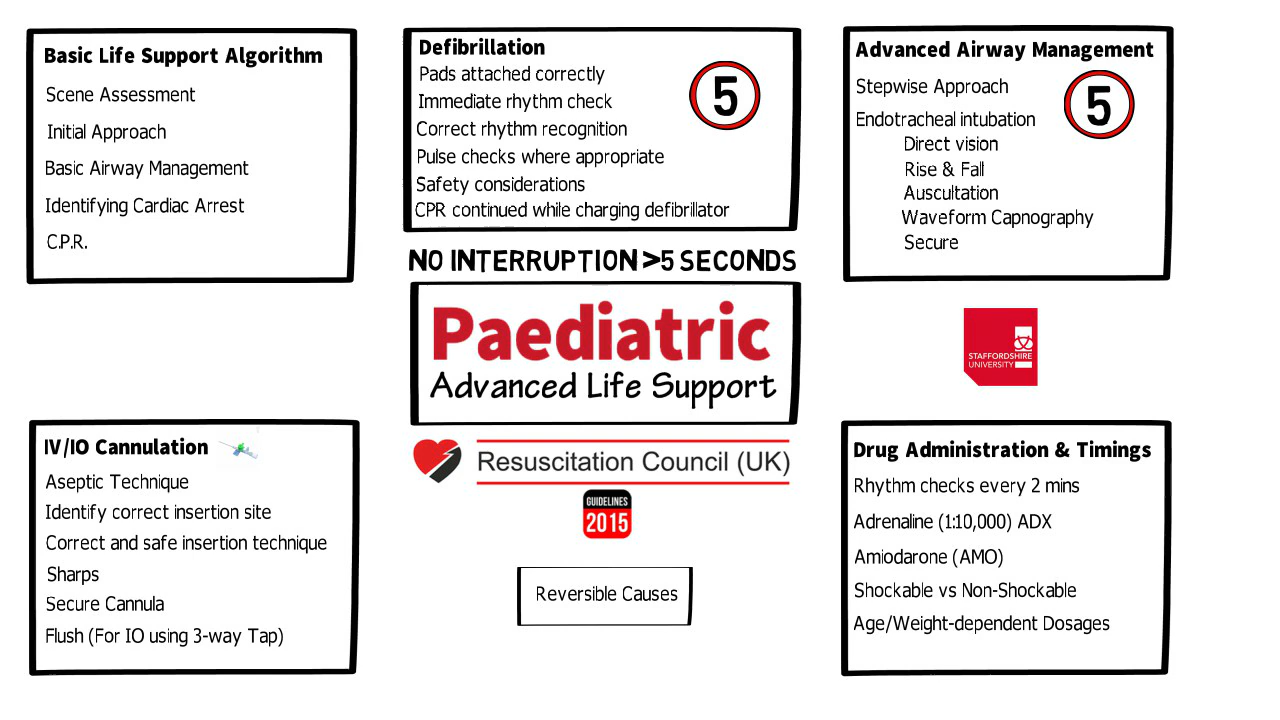 Basic Life Support Algorithm
Scene Assessment
Initial Approach
Basic Airway Management
Identifying Cardiac Arrest
C.P.R.
Defibrillation
Pads attached correctly
Immediate rhythm check
Correct rhythm recognition
Pulse checks where appropriate
Safety considerations
CPR continued while charging defibrillator
5
Advanced Airway Management
Stepwise Approach
Endotracheal intubation
Direct vision
Rise & Fall
Auscultation
Waveform Capnography
Secure
5
NO INTERRUPTION >5 SECONDS
Paediatric
Advanced Life Support
STAFFORDSHIRE
UNIVERSITY
Resuscitation Council (UK)
GUIDELINES
2015
Reversible Causes
IV/IO Cannulation
Aseptic Technique
Identify correct insertion site
Correct and safe insertion technique
Sharps
Secure Cannula
Flush (For IO using 3-way Tap)
Drug Administration & Timings
Rhythm checks every 2 mins
Adrenaline (1:10,000) ADX
Amiodarone (AMO)
Shockable vs Non-Shockable
Age/Weight-dependent Dosages